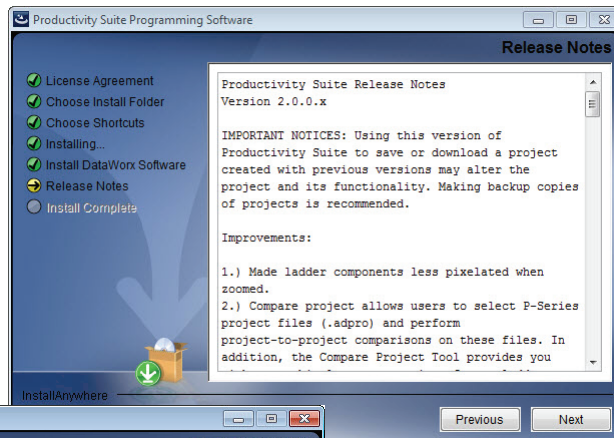 Productivity Suite Programming Software
Release Notes
License Agreement
Choose Install Folder
Choose Shortcuts
Installing...
Install DataWorx Software
Release Notes
Install Complete
Productivity Suite Release Notes
Version 2.0.0.x
IMPORTANT NOTICES: Using this version of
Productivity Suite to save or download a project
created with previous versions may alter the
project and its functionality. Making backup copies
of projects is recommended.
Improvements:
1.) Made ladder components less pixelated when
zoomed.
2.) Compare project allows users to select P-Series
project files (.adpro) and perform
project-to-project comparisons on these files. In
addition, the Compare Project Tool provides you
InstallAnywhere
Previous
Next